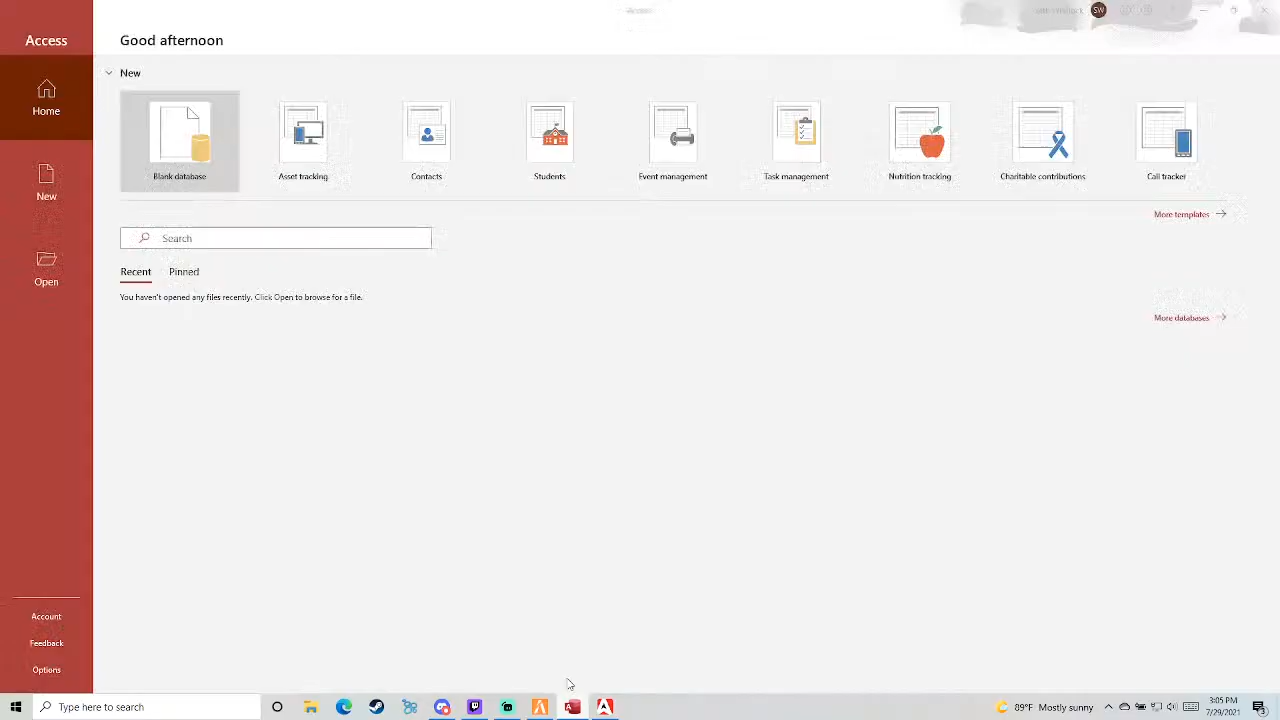 Access
Good afternoon
SW
Home
New
Open
Account
Feedback
Options
New
Blank database
Asset tracking
Contacts
Students
Event management
Task management
Nutrition tracking
Charitable contributions
Call tracker
More templates
Search
Recent
Pinned
You haven't opened any files recently. Click Open to browse for a file.
More databases
Type here to search
89°F Mostly sunny
3:05 PM
7/29/2021